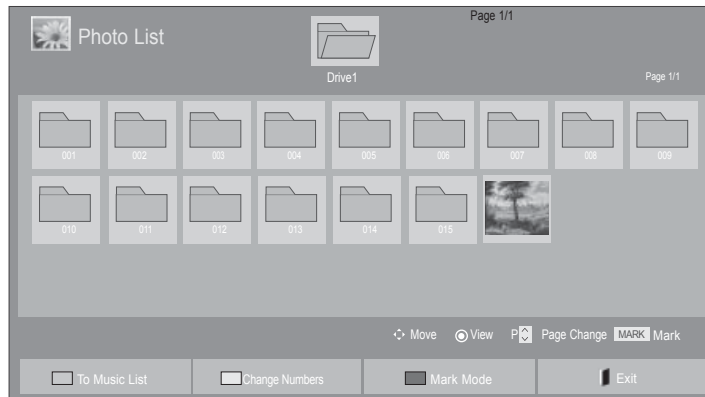 Page 1/1
Photo List
Drive1
Page 1/1
001 002 003 004 005 006 007 008 009
010 011 012 013 014 015
Move View P Page Change MARK Mark
To Music List Change Numbers Mark Mode Exit